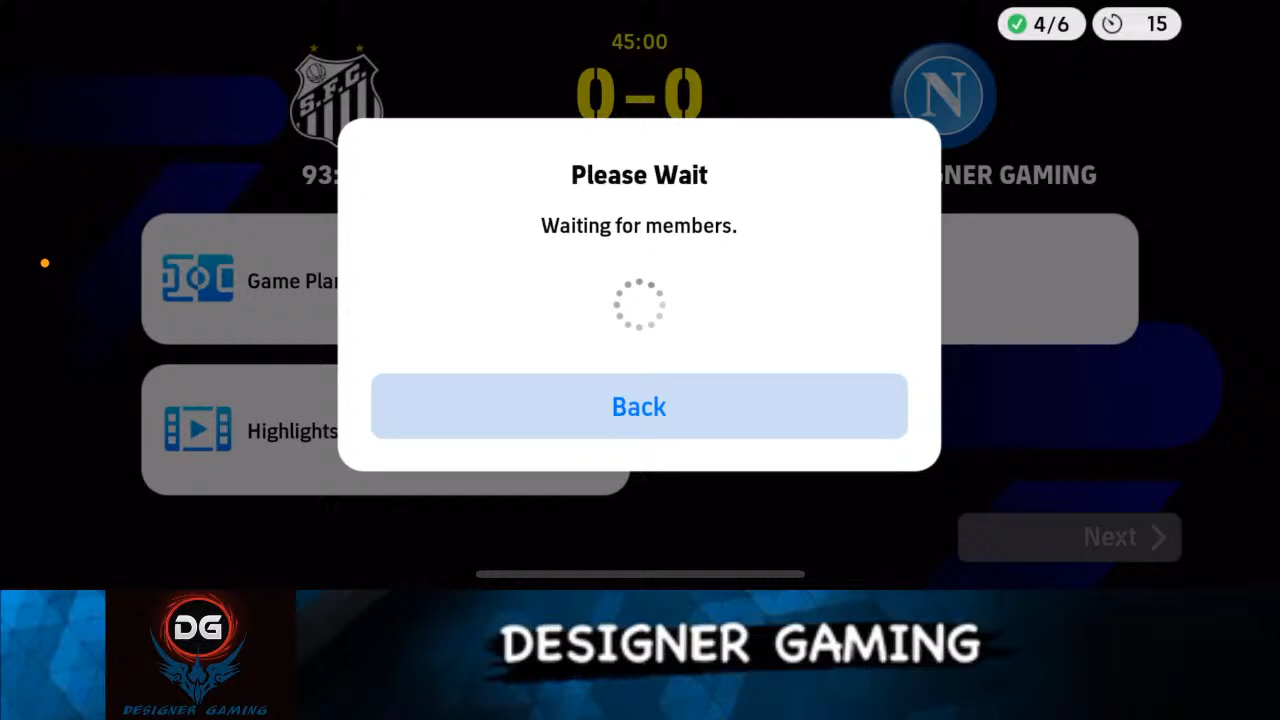 4/6
15
45:00
0-0
S.F.C.
N
93:
NER GAMING
Please Wait
Waiting for members.
Game Plan
Highlights
Back
Next
DG
DESIGNER GAMING
DESIGNER GAMING